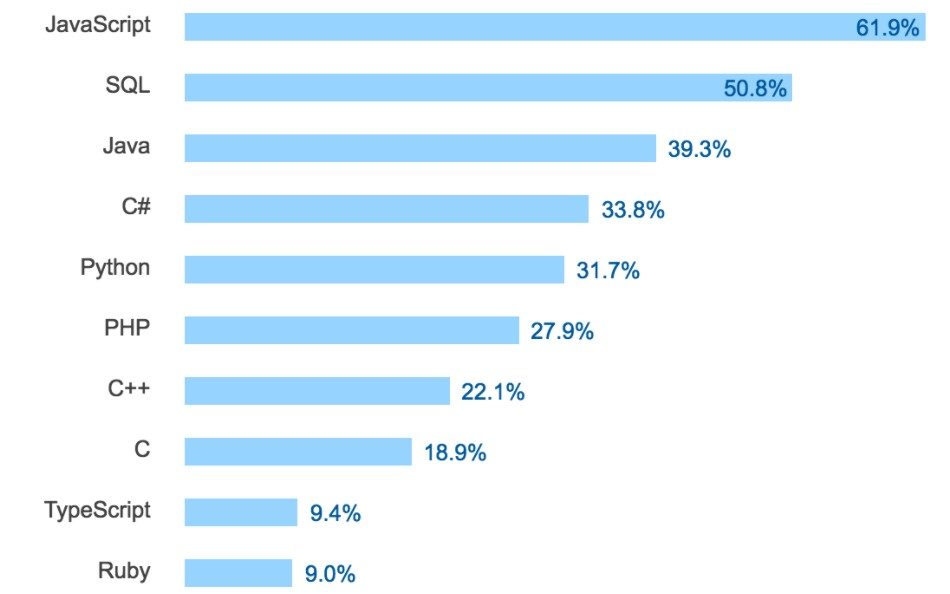 JavaScript 61.9%
SQL 50.8%
Java 39.3%
C# 33.8%
Python 31.7%
PHP 27.9%
C++ 22.1%
C 18.9%
TypeScript 9.4%
Ruby 9.0%